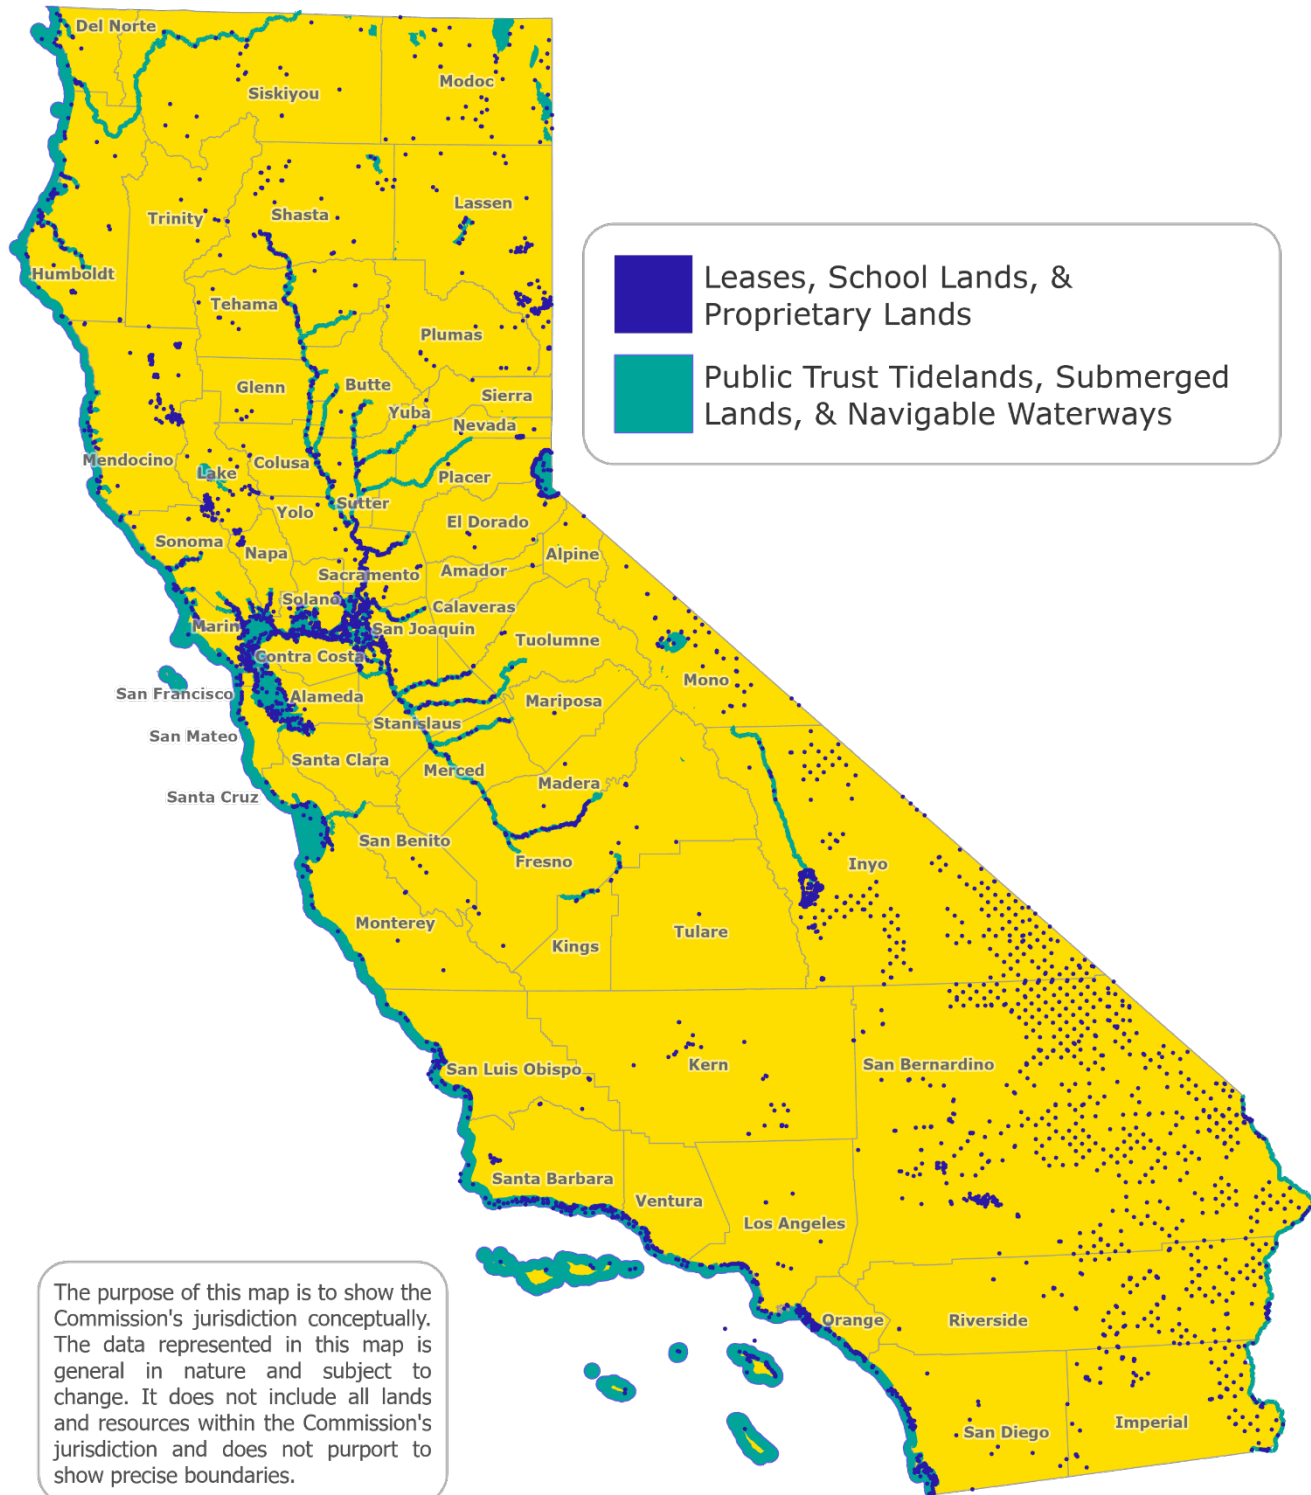 Del Norte
Siskiyou
Modoc
Trinity
Shasta
Lassen
Humboldt
Tehama
Plumas
Glenn
Butte
Sierra
Yuba
Nevada
Mendocino
Lake
Colusa
Placer
Sutter
Yolo
El Dorado
Sonoma
Napa
Alpine
Sacramento
Amador
Solano
Calaveras
Marin
San Joaquin
Tuolumne
Contra Costa
Mono
San Francisco
Alameda
Mariposa
Stanislaus
San Mateo
Santa Clara
Merced
Madera
Santa Cruz
San Benito
Fresno
Inyo
Monterey
Kings
Tulare
San Luis Obispo
Kern
San Bernardino
Santa Barbara
Ventura
Los Angeles
Orange
Riverside
San Diego
Imperial
Leases, School Lands, &
Proprietary Lands
Public Trust Tidelands, Submerged
Lands, & Navigable Waterways
The purpose of this map is to show the
Commission's jurisdiction conceptually.
The data represented in this map is
general in nature and subject to
change. It does not include all lands
and resources within the Commission's
jurisdiction and does not purport to
show precise boundaries.